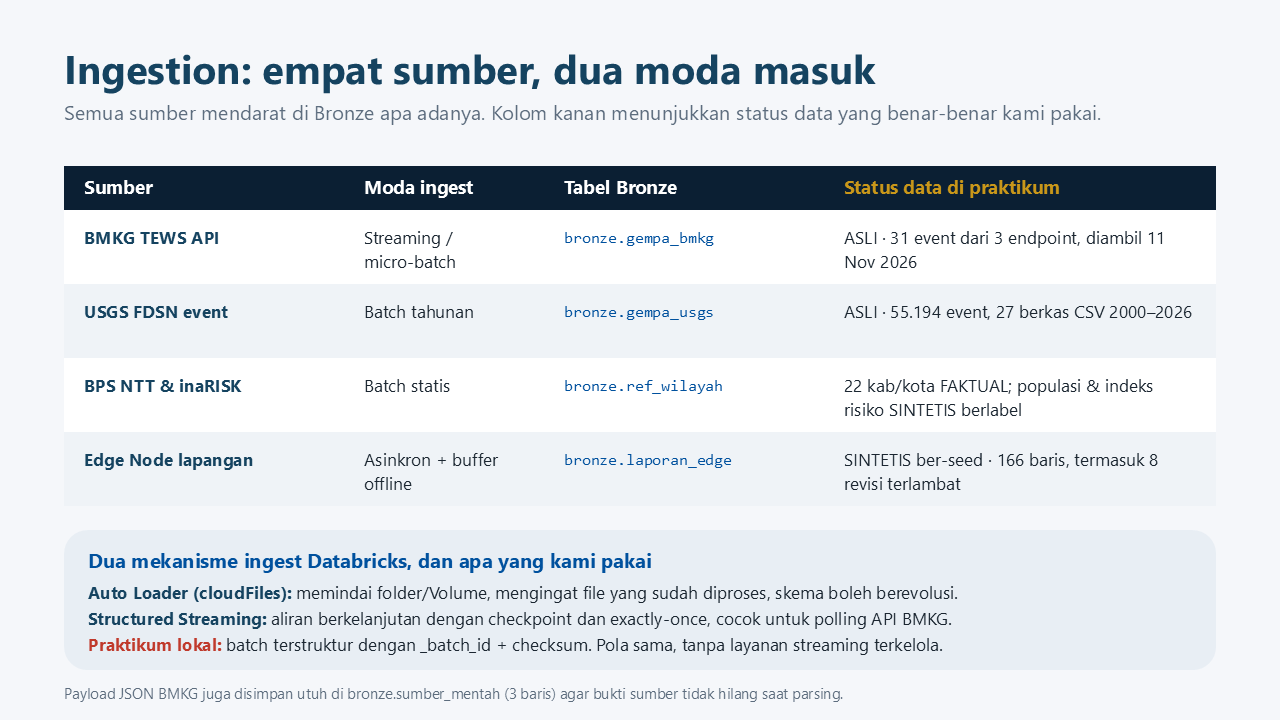 Ingestion: empat sumber, dua moda masuk
Semua sumber mendarat di Bronze apa adanya. Kolom kanan menunjukkan status data yang benar-benar kami pakai.
Sumber Moda ingest Tabel Bronze Status data di praktikum
BMKG TEWS API Streaming / bronze.gempa_bmkg ASLI · 31 event dari 3 endpoint, diambil 11
micro-batch Nov 2026
USGS FDSN event Batch tahunan bronze.gempa_usgs ASLI · 55.194 event, 27 berkas CSV 2000–2026
BPS NTT & inaRISK Batch statis bronze.ref_wilayah 22 kab/kota FAKTUAL; populasi & indeks
risiko SINTETIS berlabel
Edge Node lapangan Asinkron + buffer bronze.laporan_edge SINTETIS ber-seed · 166 baris, termasuk 8
offline revisi terlambat
Dua mekanisme ingest Databricks, dan apa yang kami pakai
Auto Loader (cloudFiles): memindai folder/Volume, mengingat file yang sudah diproses, skema boleh berevolusi.
Structured Streaming: aliran berkelanjutan dengan checkpoint dan exactly-once, cocok untuk polling API BMKG.
Praktikum lokal: batch terstruktur dengan _batch_id + checksum. Pola sama, tanpa layanan streaming terkelola.
Payload JSON BMKG juga disimpan utuh di bronze.sumber_mentah (3 baris) agar bukti sumber tidak hilang saat parsing.